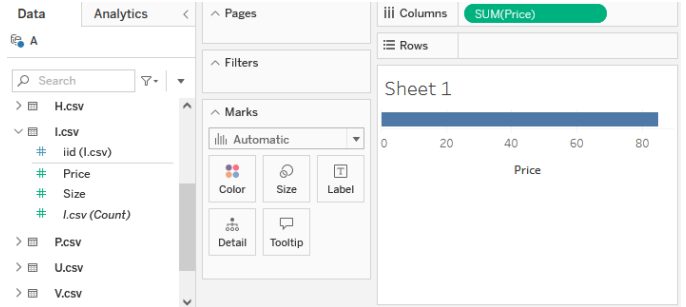 Data
Analytics
A
Search
H.csv
I.csv
iid (I.csv)
Price
Size
I.csv (Count)
P.csv
U.csv
V.csv
Pages
Filters
Marks
Automatic
Color
Size
Label
Detail
Tooltip
Columns
SUM(Price)
Rows
Sheet 1
0 20 40 60 80
Price